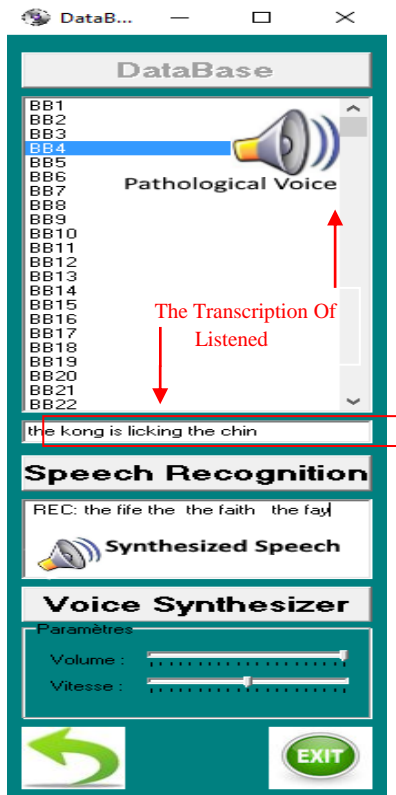 DataB...
DataBase
BB1
BB2
BB3
BB4
BB5
BB6
BB7
BB8
BB9
BB10
BB11
BB12
BB13
BB14
BB15
BB16
BB17
BB18
BB19
BB20
BB21
BB22
Pathological Voice
The Transcription Of
Listened
the kong is licking the chin
Speech Recognition
REC: the fife the the faith the fay
Synthesized Speech
Voice Synthesizer
Paramètres
Volume :
Vitesse :
EXIT